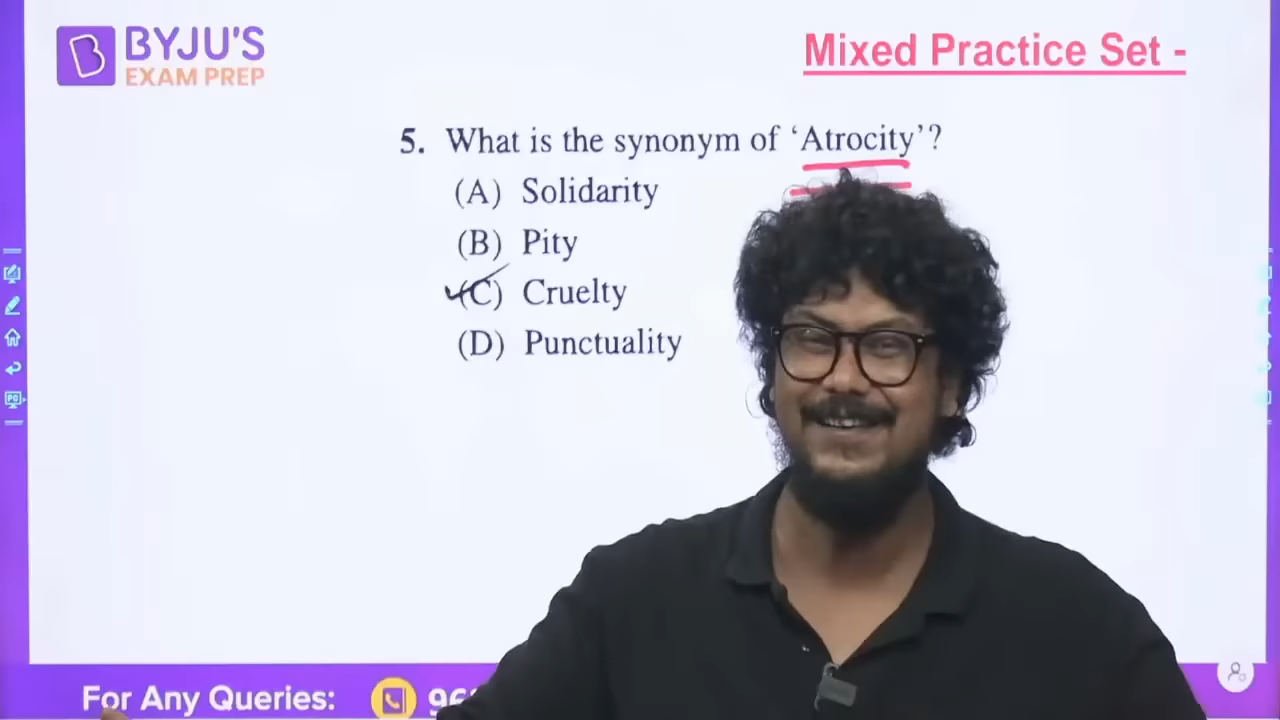 BYJU'S
EXAM PREP
Mixed Practice Set -
5. What is the synonym of ‘Atrocity’?
(A) Solidarity
(B) Pity
(C) Cruelty
(D) Punctuality
For Any Queries: 96